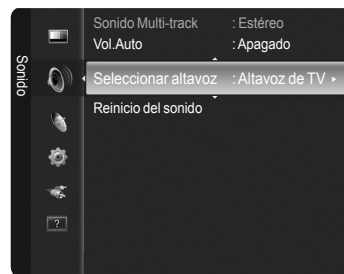 Sonido
Sonido Multi-track : Estéreo
Vol.Auto : Apagado
Seleccionar altavoz : Altavoz de TV
Reinicio del sonido
?